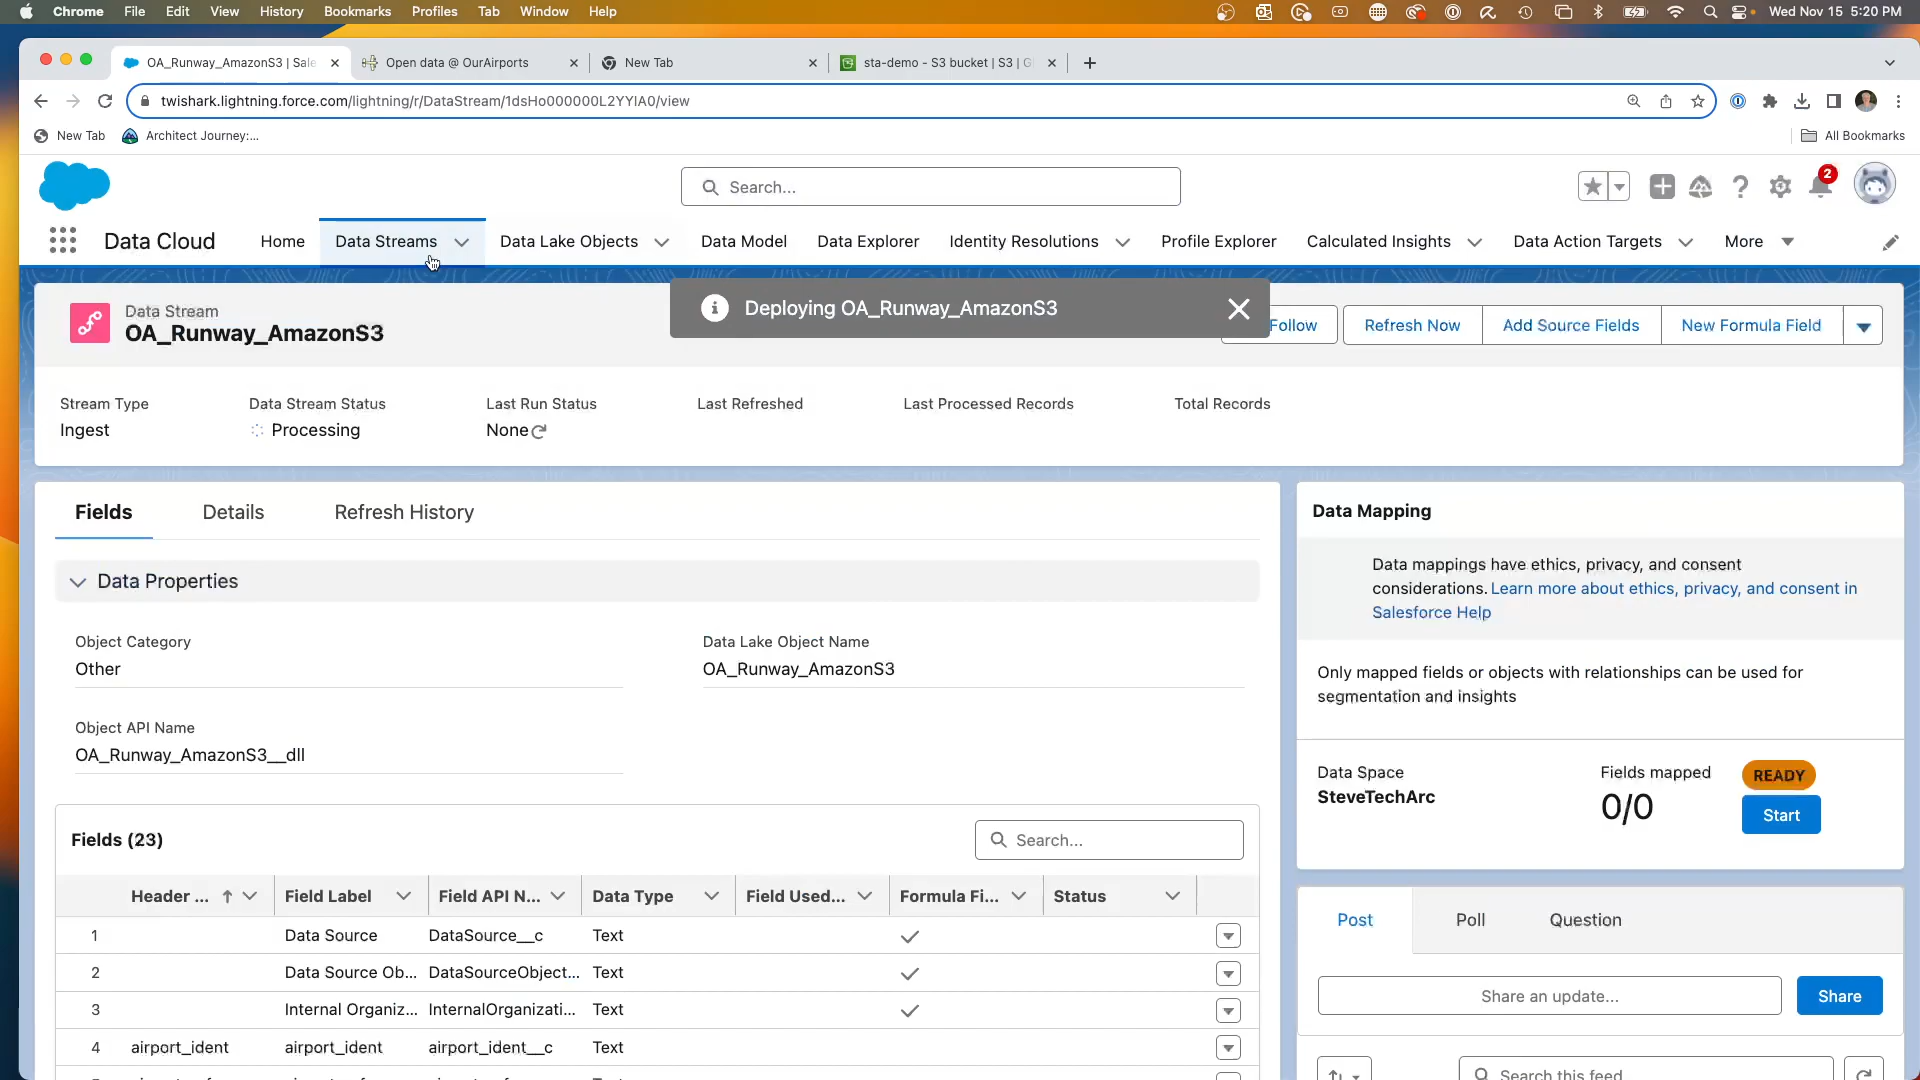 Chrome File Edit View History Bookmarks Profiles Tab Window Help Wed Nov 15 5:20 PM
OA_Runway_AmazonS3 | Sale Open data @ OurAirports New Tab sta-demo - S3 bucket | S3 | G
twishark.lightning.force.com/lightning/r/DataStream/1dsHo000000L2YYIA0/view
New Tab Architect Journey:... All Bookmarks
Search... 2
Data Cloud Home Data Streams Data Lake Objects Data Model Data Explorer Identity Resolutions Profile Explorer Calculated Insights Data Action Targets More
Deploying OA_Runway_AmazonS3
Data Stream
OA_Runway_AmazonS3
Follow Refresh Now Add Source Fields New Formula Field
Stream Type Data Stream Status Last Run Status Last Refreshed Last Processed Records Total Records
Ingest Processing None
Fields Details Refresh History
Data Properties
Object Category Data Lake Object Name
Other OA_Runway_AmazonS3
Object API Name
OA_Runway_AmazonS3__dll
Fields (23) Search...
Header ... Field Label Field API N... Data Type Field Used... Formula Fi... Status
1 Data Source DataSource__c Text
2 Data Source Ob... DataSourceObject... Text
3 Internal Organiz... InternalOrganizati... Text
4 airport_ident airport_ident__c Text
Data Mapping
Data mappings have ethics, privacy, and consent
considerations. Learn more about ethics, privacy, and consent in
Salesforce Help
Only mapped fields or objects with relationships can be used for
segmentation and insights
Data Space Fields mapped READY
SteveTechArc 0/0 Start
Post Poll Question
Share an update... Share
Search this feed